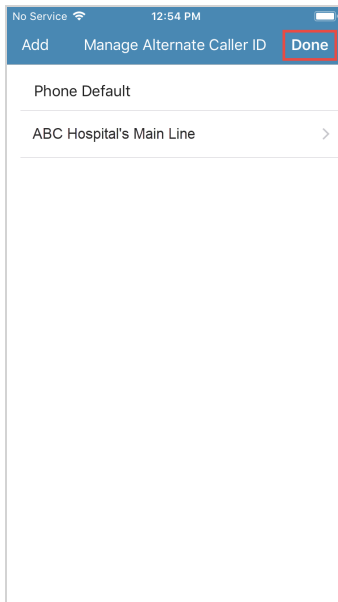 No Service 12:54 PM
Add Manage Alternate Caller ID Done
Phone Default
ABC Hospital's Main Line